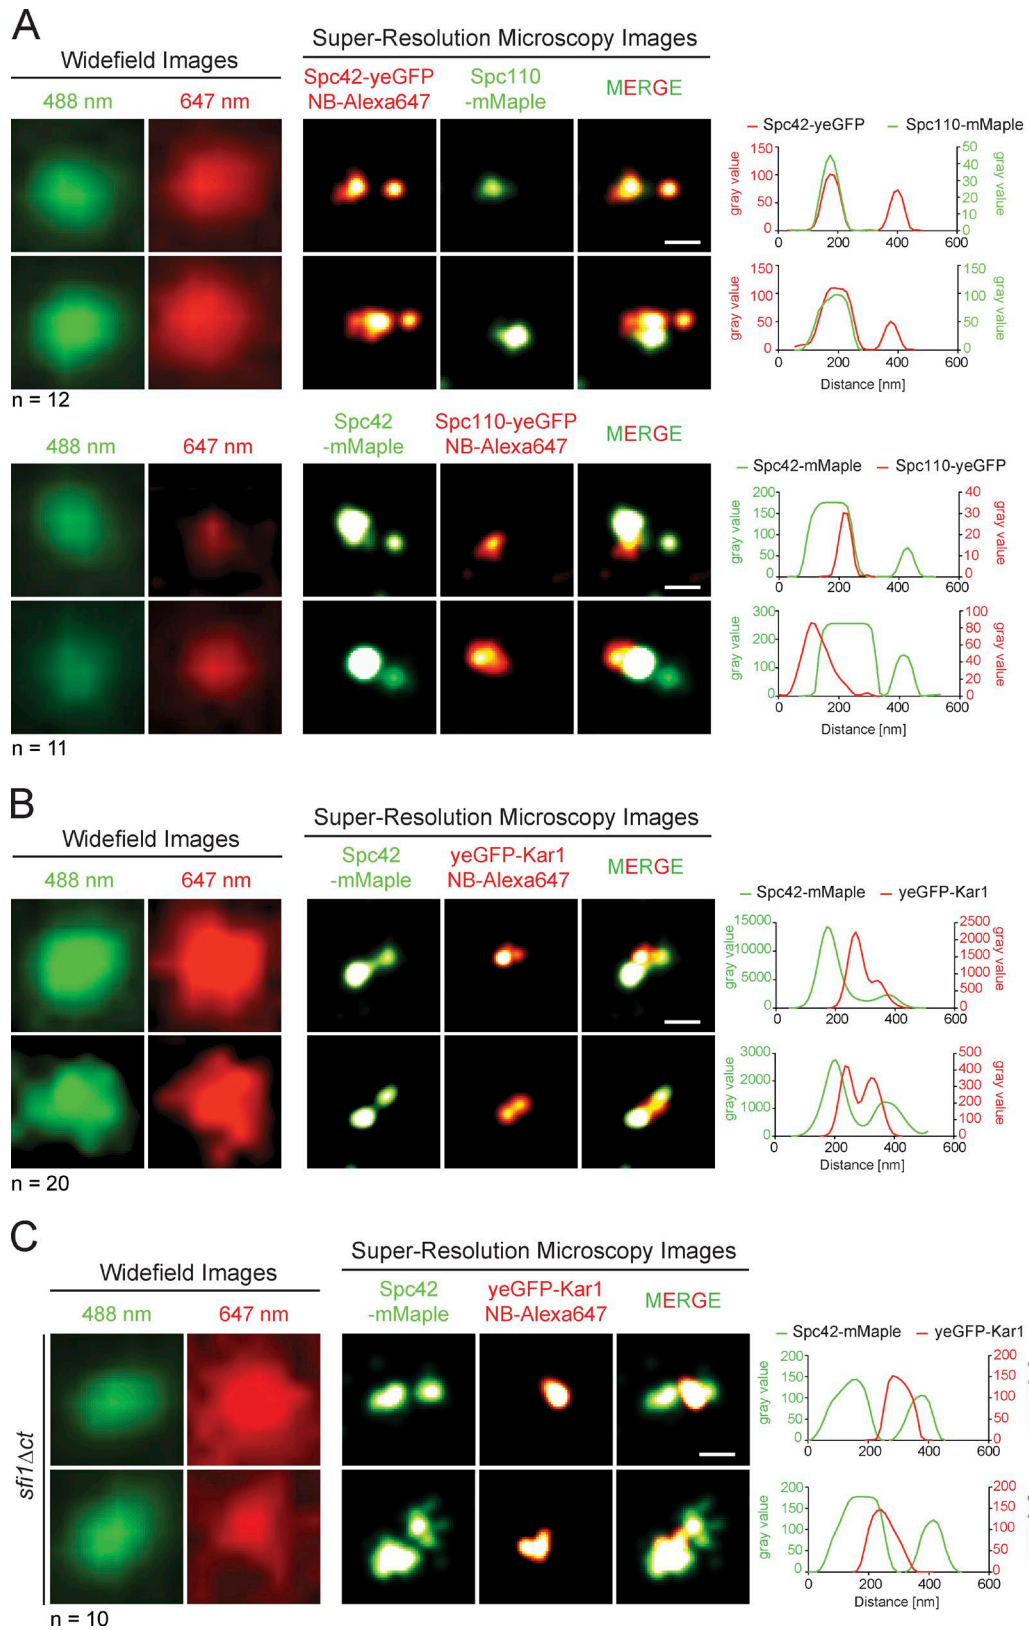 A
Widefield Images
Super-Resolution Microscopy Images
488 nm
647 nm
Spc42-yeGFP
NB-Alexa647
Spc110
-mMaple
MERGE
Spc42-yeGFP
Spc110-mMaple
gray value
150
100
50
0
50
40
30
20
10
0
gray value
0
200
400
600
gray value
150
100
50
0
150
100
50
0
gray value
0
200
400
600
Distance [nm]
n = 12
488 nm
647 nm
Spc42
-mMaple
Spc110-yeGFP
NB-Alexa647
MERGE
Spc42-mMaple
Spc110-yeGFP
gray value
200
150
100
50
0
40
30
20
10
0
gray value
0
200
400
600
gray value
300
200
100
0
100
80
60
40
20
0
gray value
0
200
400
600
Distance [nm]
n = 11
B
Widefield Images
Super-Resolution Microscopy Images
488 nm
647 nm
Spc42
-mMaple
yeGFP-Kar1
NB-Alexa647
MERGE
Spc42-mMaple
yeGFP-Kar1
gray value
15000
10000
5000
0
2500
2000
1500
1000
500
0
gray value
0
200
400
600
gray value
3000
2000
1000
0
500
400
300
200
100
0
gray value
0
200
400
600
Distance [nm]
n = 20
C
Widefield Images
Super-Resolution Microscopy Images
488 nm
647 nm
Spc42
-mMaple
yeGFP-Kar1
NB-Alexa647
MERGE
Spc42-mMaple
yeGFP-Kar1
sfi1Δct
gray value
200
150
100
50
0
200
150
100
50
0
0
200
400
600
gray value
200
150
100
50
0
200
150
100
50
0
0
200
400
600
Distance [nm]
n = 10